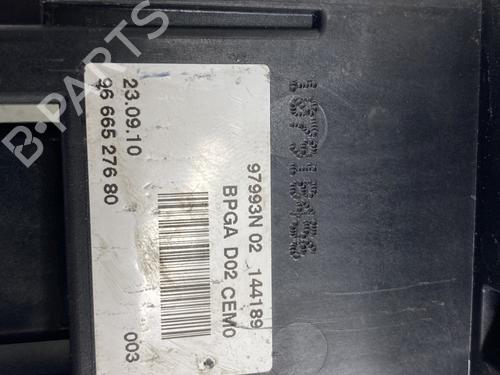 B-PARTS
97993N 02 144189
BPGA D02 CEM0
23.09.10
96 665 276 80
003